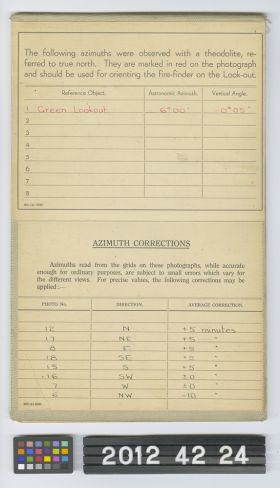 The following azimuths were observed with a theodolite, re-
ferred to true north. They are marked in red on the photograph
and should be used for orienting the fire-finder on the Look-out.
Reference Object. Astronomic Azimuth. Vertical Angle.
1 Green Lookout 6°00' -0°05'
2
3
4
5
6
7
8
AZIMUTH CORRECTIONS
Azimuths read from the grids on these photographs, while accurate
enough for ordinary purposes, are subject to small errors which vary for
the different views. For precise values, the following corrections may be
applied:—
PHOTO No. DIRECTION. AVERAGE CORRECTION.
12 N +5 minutes
17 NE +5 "
8 E +5 "
18 SE +5 "
15 S +5 "
16 SW ±0 "
7 W ±0 "
6 NW -10 "
2012 42 24